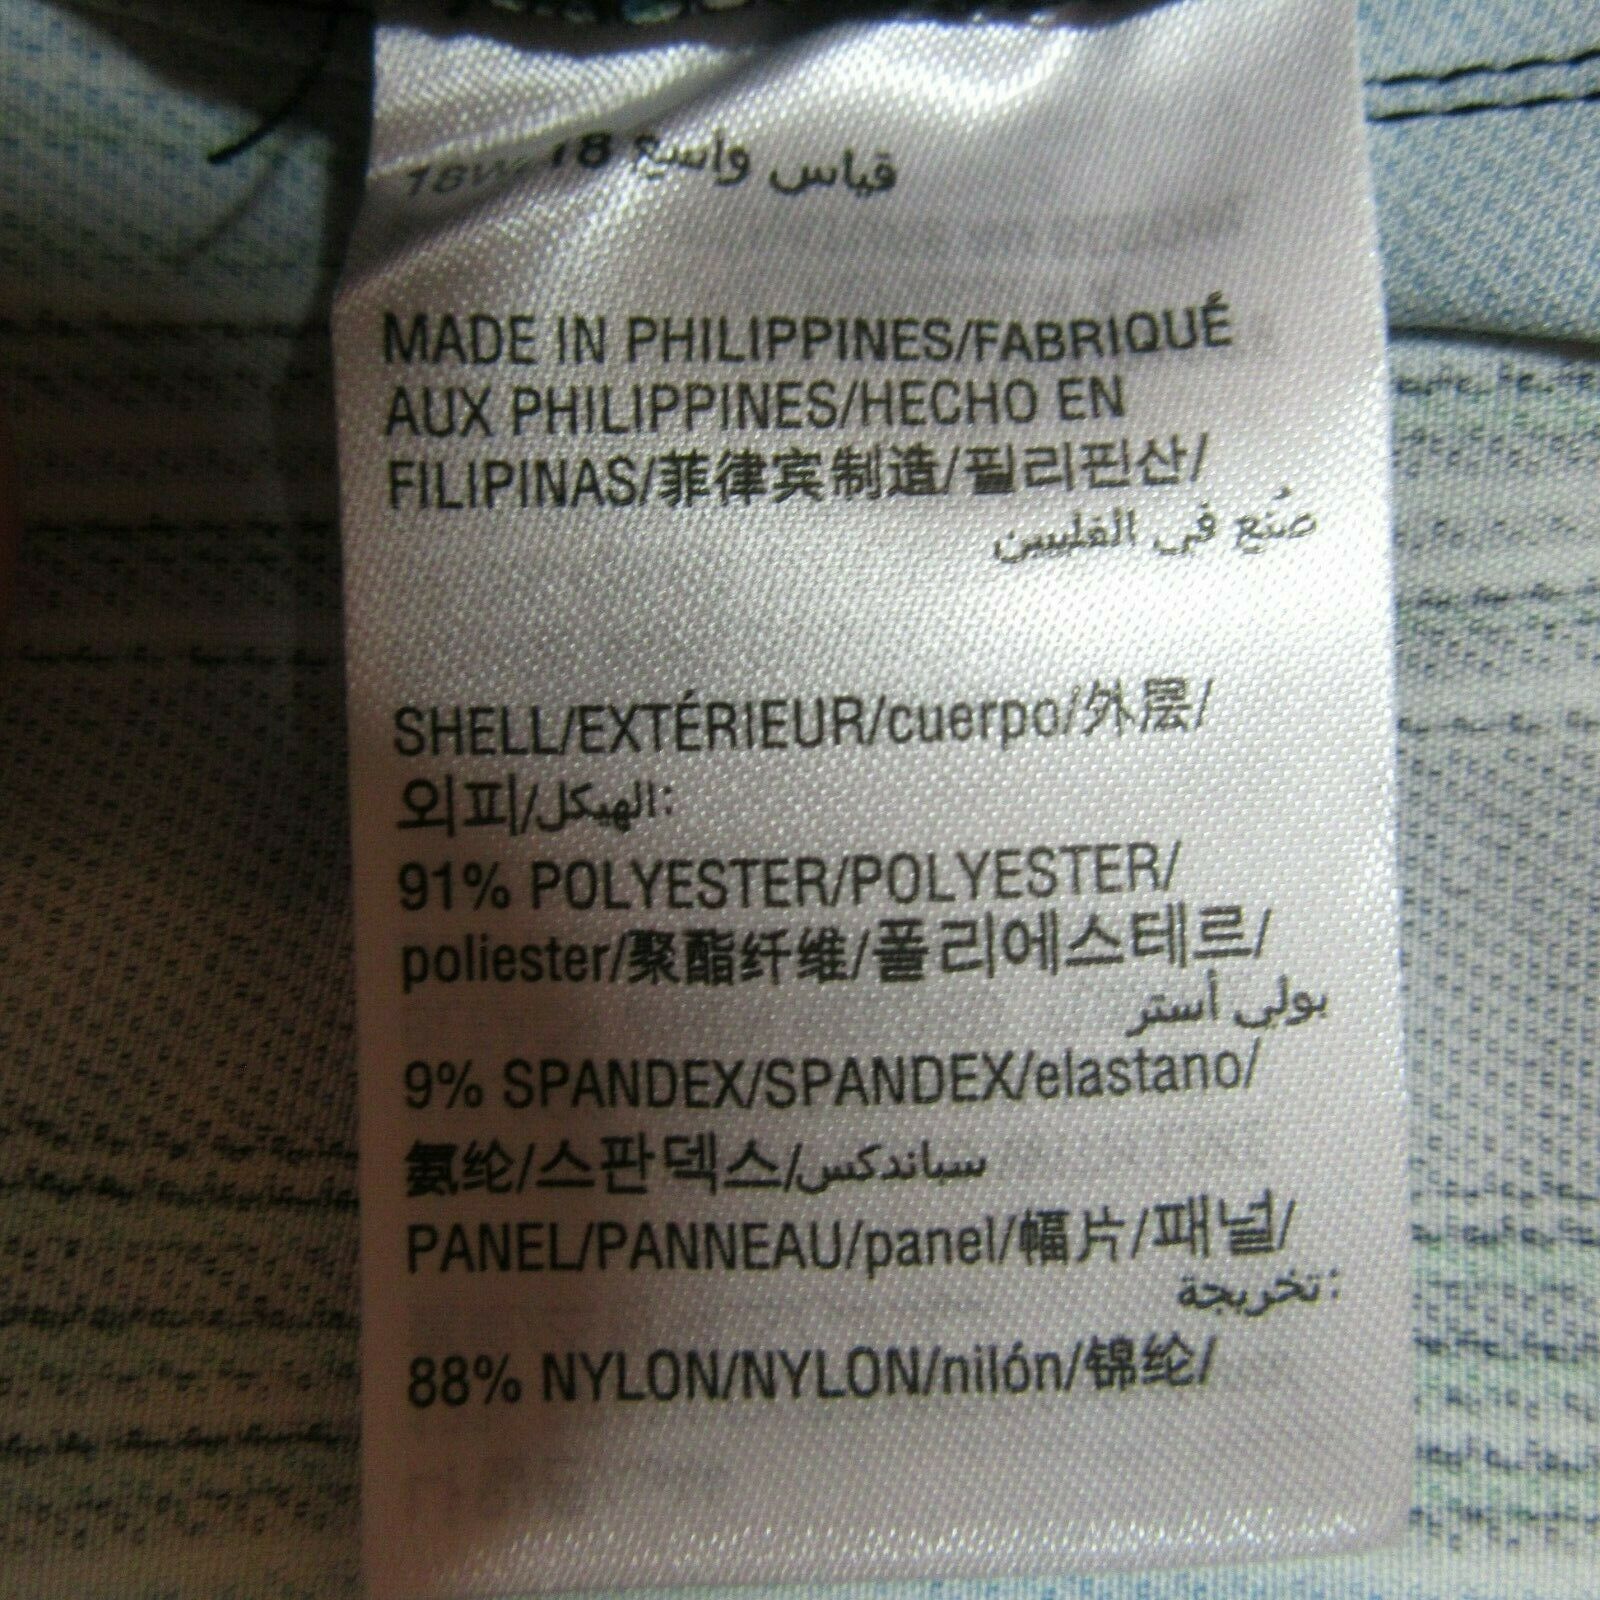 18W 18 قياس واسع
MADE IN PHILIPPINES/FABRIQUÉ
AUX PHILIPPINES/HECHO EN
FILIPINAS/菲律宾制造/필리핀산/
صُنع في الفلبين
SHELL/EXTÉRIEUR/cuerpo/外层/
외피/الهيكل:
91% POLYESTER/POLYESTER/
poliester/聚酯纤维/폴리에스테르/
بولي أستر
9% SPANDEX/SPANDEX/elastano/
氨纶/스판덱스/سباندكس
PANEL/PANNEAU/panel/幅片/패널/
تخريجة:
88% NYLON/NYLON/nilón/锦纶/